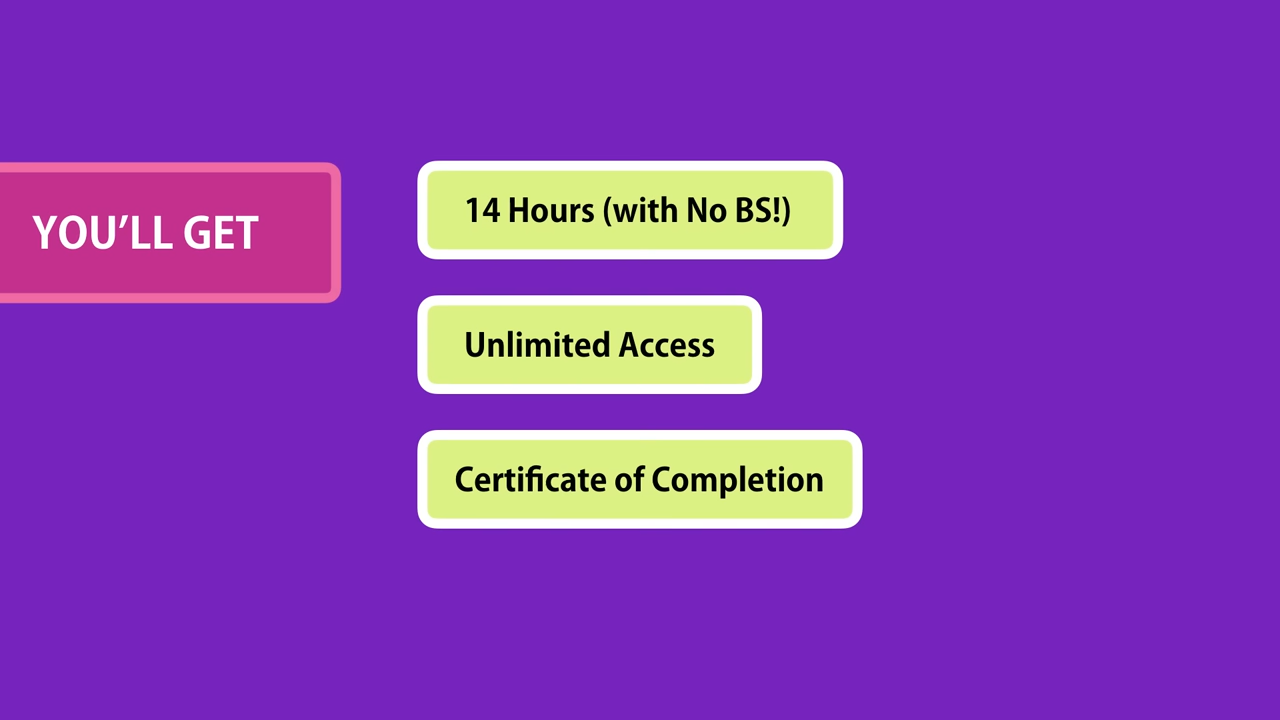 YOU’LL GET
14 Hours (with No BS!)
Unlimited Access
Certificate of Completion